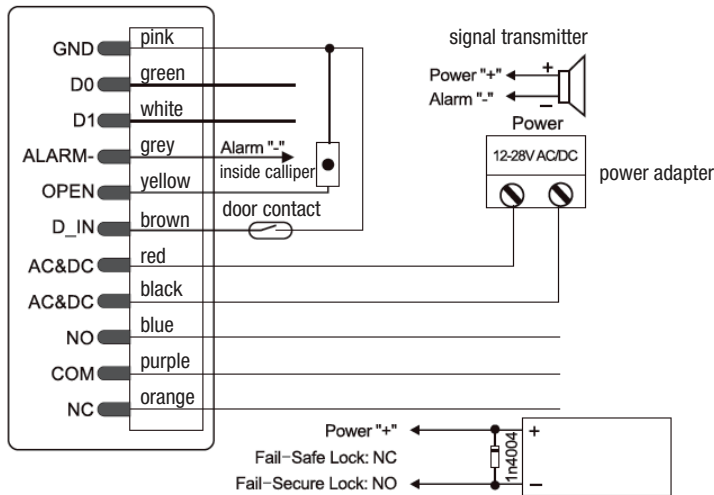 GND pink
D0 green
D1 white
ALARM- grey Alarm "-"
inside calliper
OPEN yellow
D_IN brown door contact
AC&DC red
AC&DC black
NO blue
COM purple
NC orange
signal transmitter
Power "+" +
Alarm "-" −
Power
12-28V AC/DC
power adapter
Power "+" +
Fail-Safe Lock: NC
1n4004
Fail-Secure Lock: NO −